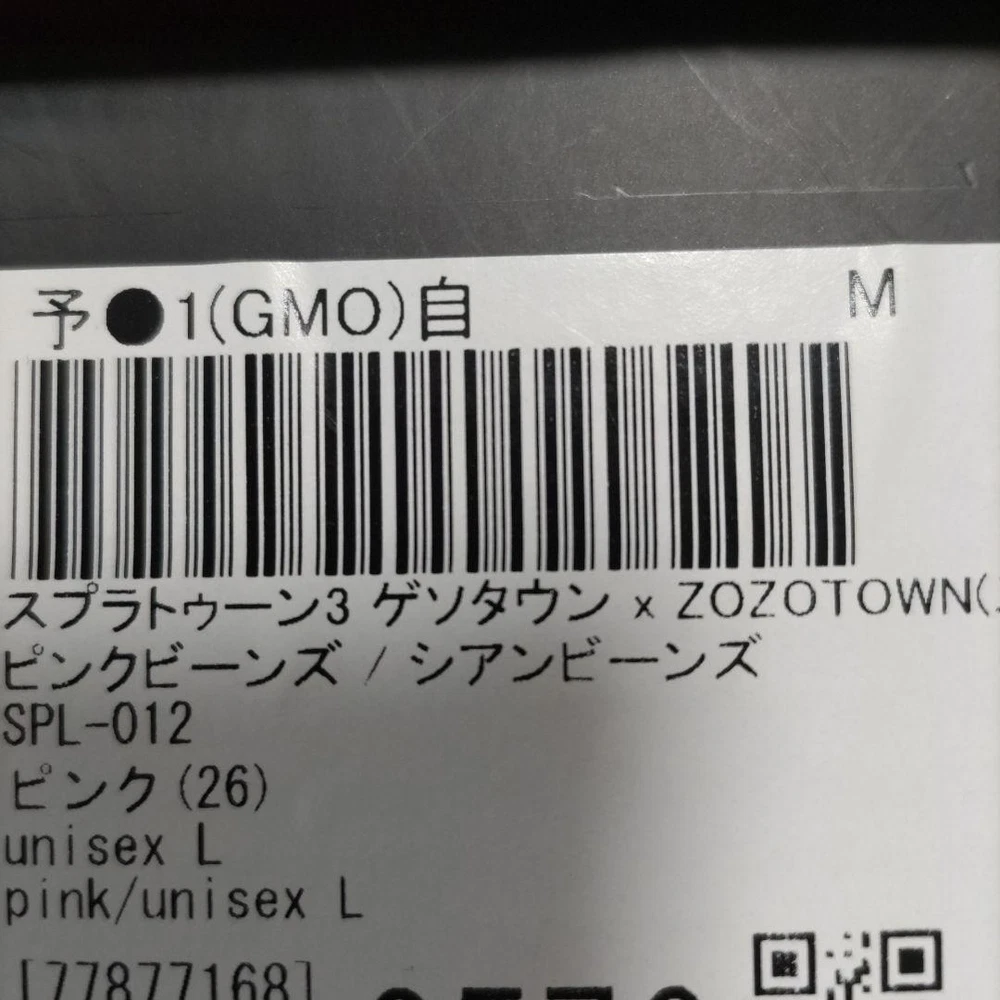 予●1(GMO)自 M
スプラトゥーン3 ゲソタウン x ZOZOTOWN(
ピンクビーンズ / シアンビーンズ
SPL-012
ピンク(26)
unisex L
pink/unisex L
[77877168]